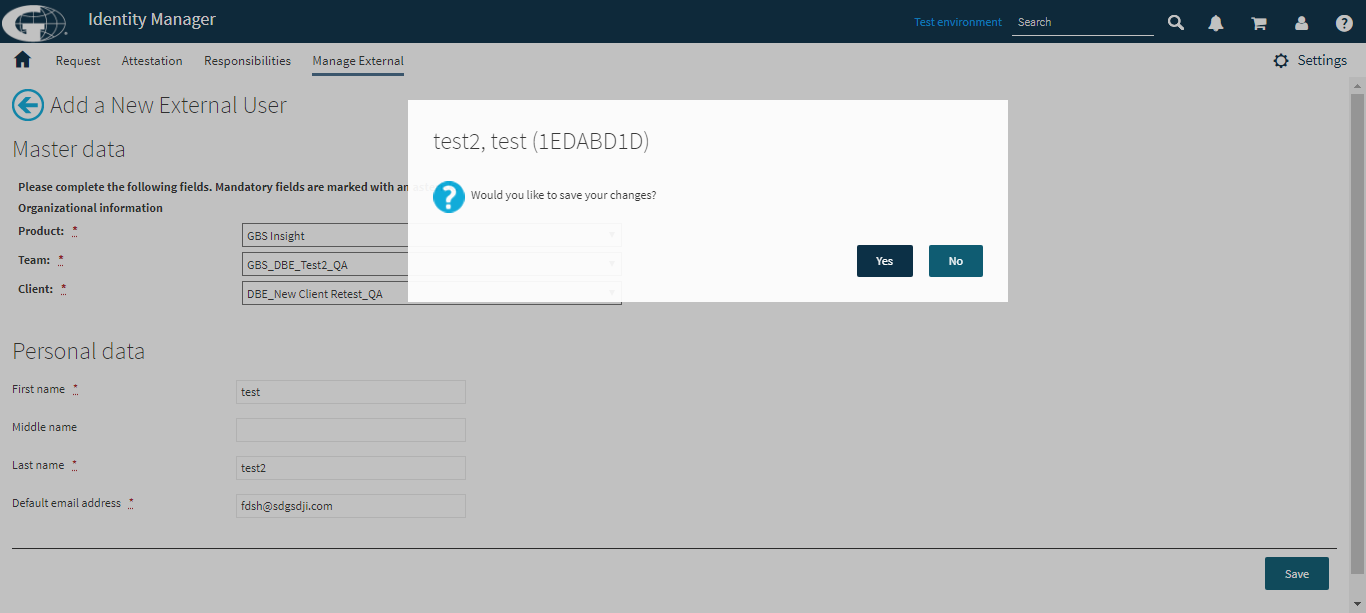 Identity Manager
Test environment
Search
Request
Attestation
Responsibilities
Manage External
Settings
Add a New External User
Master data
Please complete the following fields. Mandatory fields are marked with an
Organizational information
Product: *
GBS Insight
Team: *
GBS_DBE_Test2_QA
Client: *
DBE_New Client Retest_QA
test2, test (1EDABD1D)
? Would you like to save your changes?
Yes
No
Personal data
First name *
test
Middle name
Last name *
test2
Default email address *
fdsh@sdgsdji.com
Save